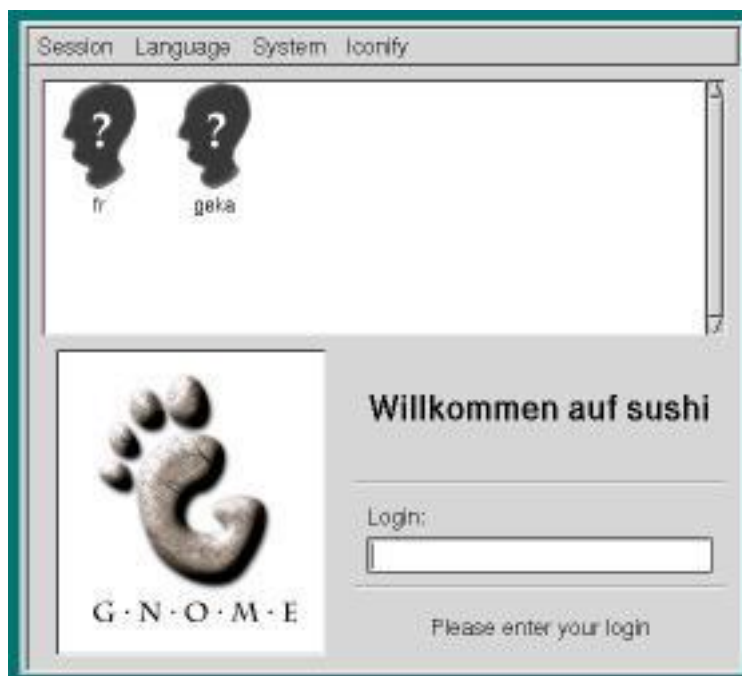 Session Language System Iconify
? ?
fr geka
Willkommen auf sushi
Login:
G·N·O·M·E
Please enter your login